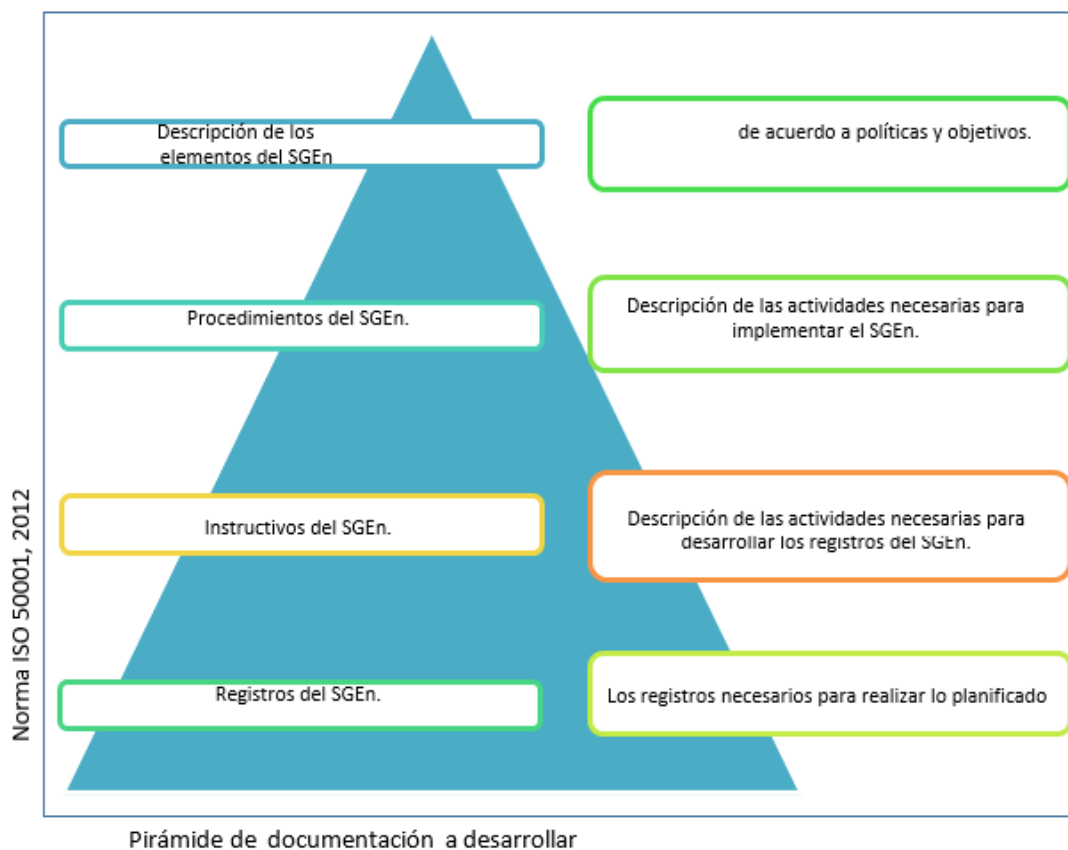 Descripción de los
elementos del SGEn
de acuerdo a políticas y objetivos.
Procedimientos del SGEn.
Descripción de las actividades necesarias para
implementar el SGEn.
Instructivos del SGEn.
Descripción de las actividades necesarias para
desarrollar los registros del SGEn.
Registros del SGEn.
Los registros necesarios para realizar lo planificado
Norma ISO 50001, 2012
Pirámide de documentación a desarrollar